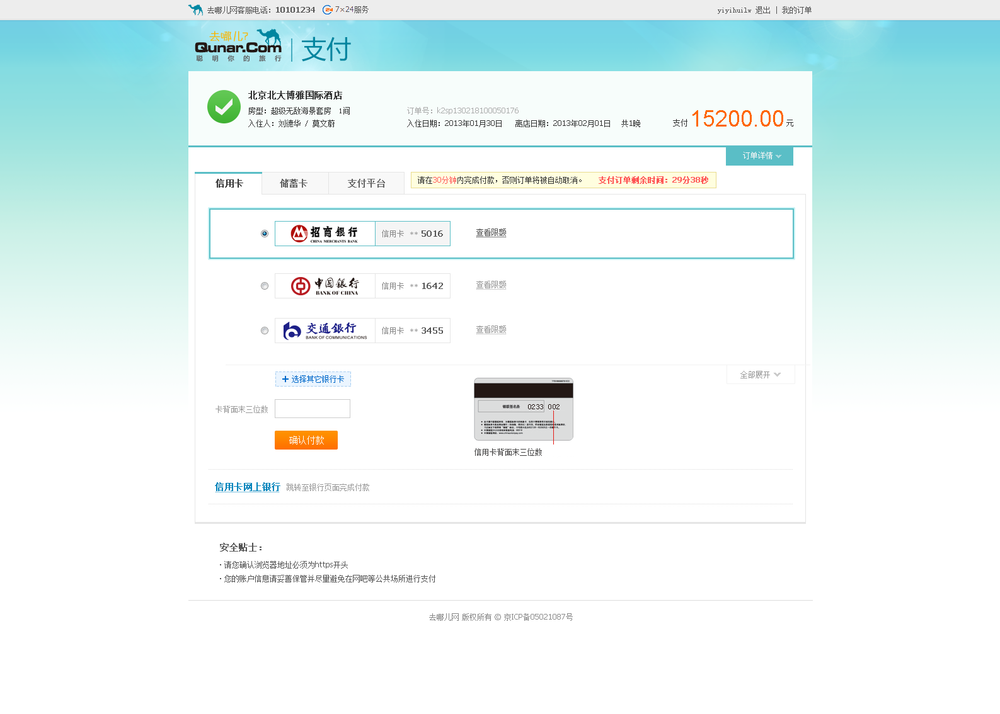 去哪儿网客服电话：10101234 24 7×24服务
yiyihuilw 退出 | 我的订单
去哪儿?
Qunar.Com | 支付
聪明你的旅行
北京北大博雅国际酒店
房型：超级无敌海景套房 1间
订单号：k2sp130218100050176
入住人：刘德华 / 莫文蔚
入住日期：2013年01月30日 离店日期：2013年02月01日 共1晚
支付 15200.00 元
订单详情
信用卡 储蓄卡 支付平台
请在30分钟内完成付款，否则订单将被自动取消。 支付订单剩余时间：29分38秒
招商银行 CHINA MERCHANTS BANK 信用卡 ** 5016 查看限额
中国银行 BANK OF CHINA 信用卡 ** 1642 查看限额
交通银行 BANK OF COMMUNICATIONS 信用卡 ** 3455 查看限额
全部展开
+ 选择其它银行卡
银联签名条 0233 002
卡背面末三位数
确认付款
信用卡背面末三位数
信用卡网上银行 跳转至银行页面完成付款
安全贴士：
· 请您确认浏览器地址必须为https开头
· 您的账户信息请妥善保管并尽量避免在网吧等公共场所进行支付
去哪儿网 版权所有 © 京ICP备05021087号